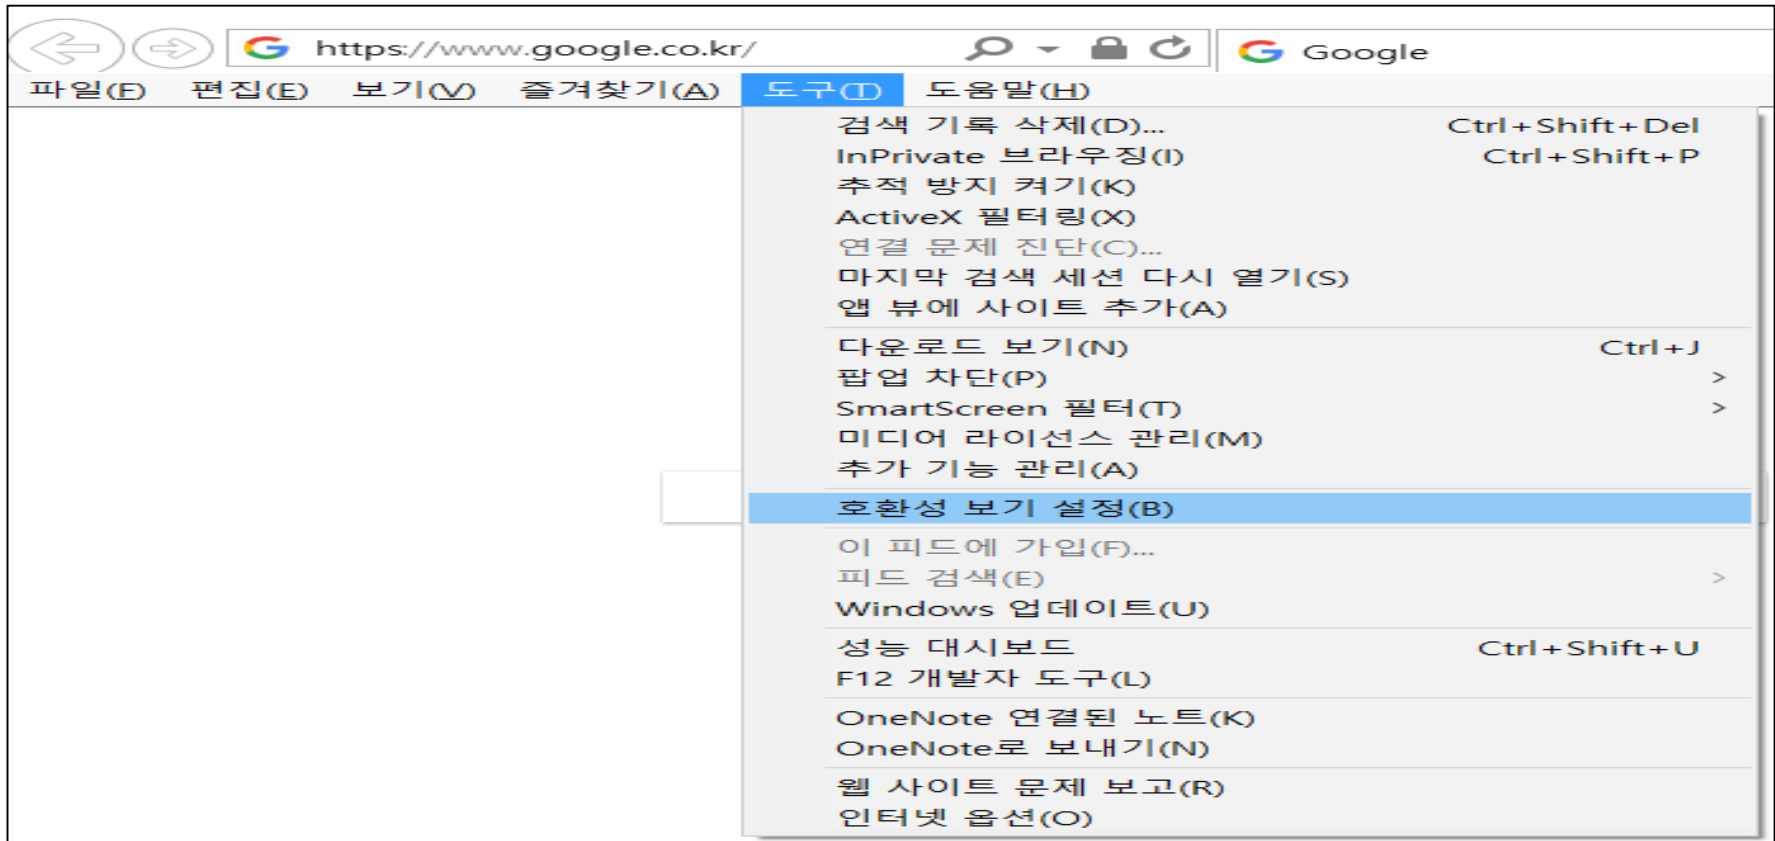 https://www.google.co.kr/ Google
파일(F) 편집(E) 보기(V) 즐겨찾기(A) 도구(T) 도움말(H)
검색 기록 삭제(D)... Ctrl+Shift+Del
InPrivate 브라우징(I) Ctrl+Shift+P
추적 방지 켜기(K)
ActiveX 필터링(X)
연결 문제 진단(C)...
마지막 검색 세션 다시 열기(S)
앱 뷰에 사이트 추가(A)
다운로드 보기(N) Ctrl+J
팝업 차단(P) >
SmartScreen 필터(T) >
미디어 라이선스 관리(M)
추가 기능 관리(A)
호환성 보기 설정(B)
이 피드에 가입(F)...
피드 검색(E) >
Windows 업데이트(U)
성능 대시보드 Ctrl+Shift+U
F12 개발자 도구(L)
OneNote 연결된 노트(K)
OneNote로 보내기(N)
웹 사이트 문제 보고(R)
인터넷 옵션(O)